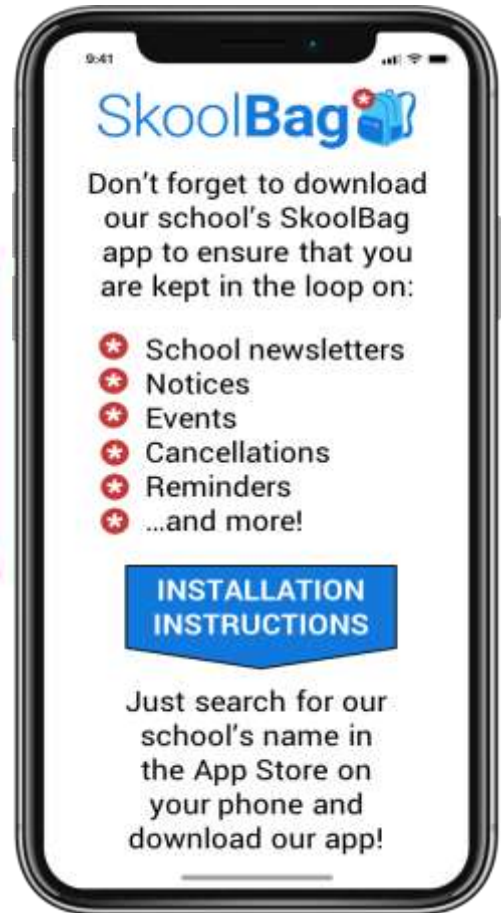 9:41
SkoolBag
Don't forget to download
our school's SkoolBag
app to ensure that you
are kept in the loop on:
School newsletters
Notices
Events
Cancellations
Reminders
...and more!
INSTALLATION
INSTRUCTIONS
Just search for our
school's name in
the App Store on
your phone and
download our app!